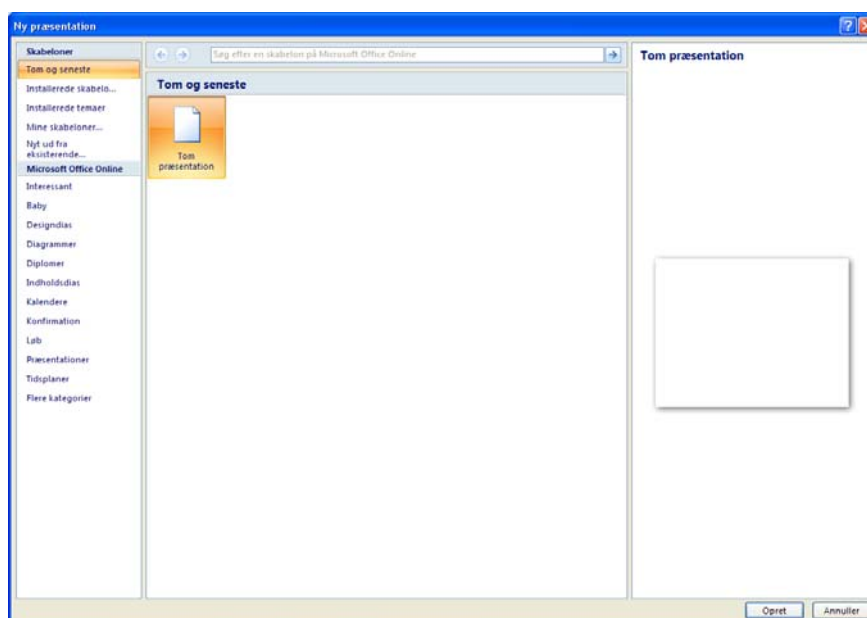 Ny præsentation
Skabeloner
Tom og seneste
Installerede skabelo...
Installerede temaer
Mine skabeloner...
Nyt ud fra
eksisterende...
Microsoft Office Online
Interessant
Baby
Designdias
Diagrammer
Diplomer
Indholdsdias
Kalendere
Konfirmation
Løb
Præsentationer
Tidsplaner
Flere kategorier
Søg efter en skabelon på Microsoft Office Online
Tom og seneste
Tom
præsentation
Tom præsentation
Opret
Annuller